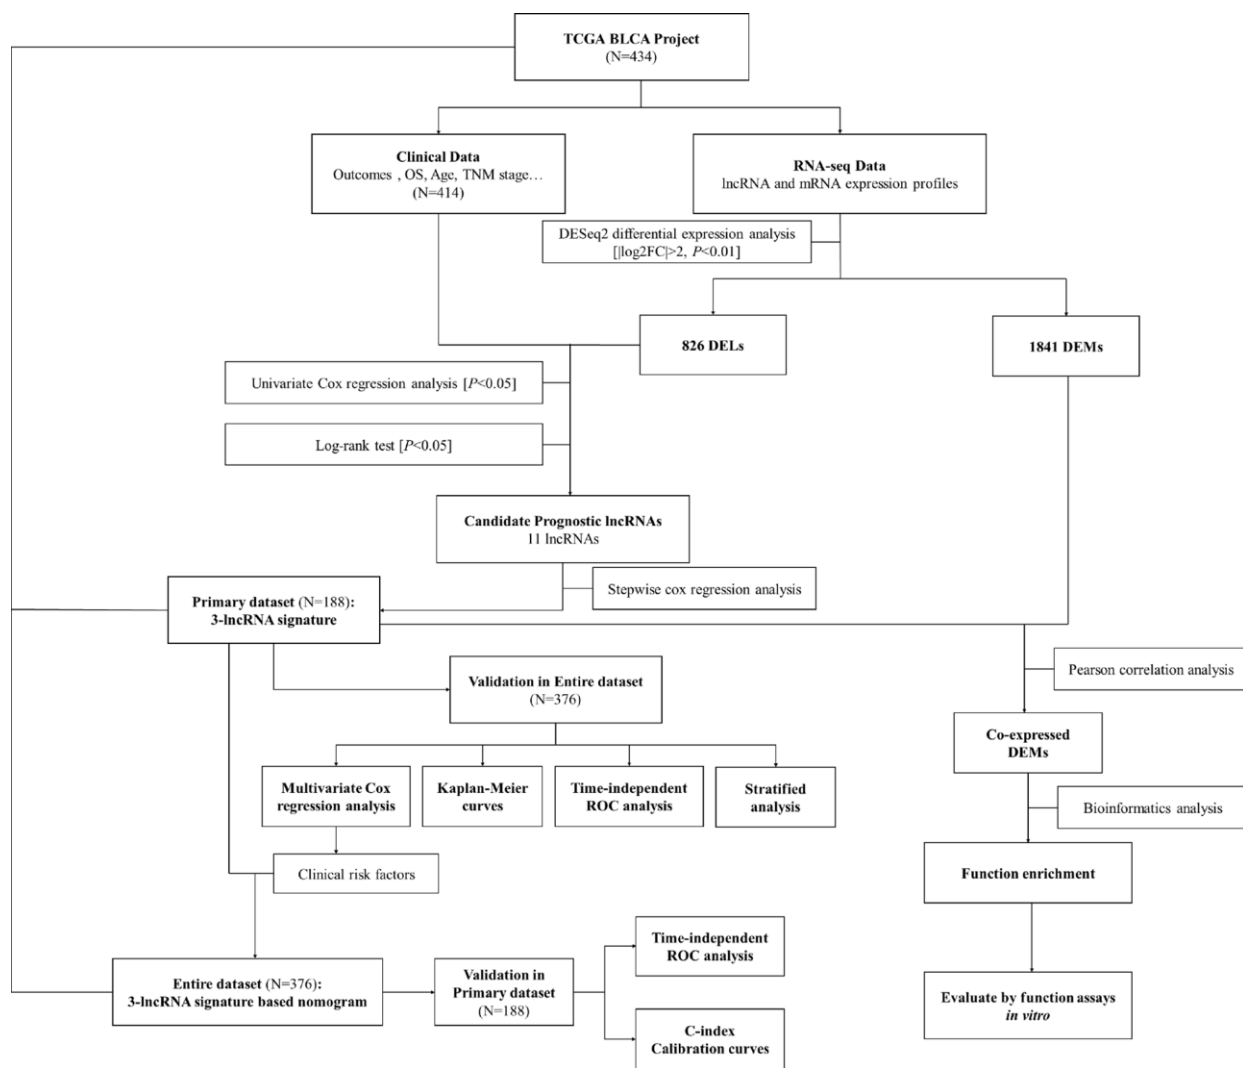 TCGA BLCA Project
(N=434)
Clinical Data
Outcomes , OS, Age, TNM stage…
(N=414)
RNA-seq Data
lncRNA and mRNA expression profiles
DESeq2 differential expression analysis
[|log2FC|>2, P<0.01]
826 DELs
1841 DEMs
Univariate Cox regression analysis [P<0.05]
Log-rank test [P<0.05]
Candidate Prognostic lncRNAs
11 lncRNAs
Stepwise cox regression analysis
Primary dataset (N=188):
3-lncRNA signature
Validation in Entire dataset
(N=376)
Pearson correlation analysis
Co-expressed
DEMs
Multivariate Cox
regression analysis
Kaplan-Meier
curves
Time-independent
ROC analysis
Stratified
analysis
Bioinformatics analysis
Clinical risk factors
Function enrichment
Entire dataset (N=376):
3-lncRNA signature based nomogram
Validation in
Primary dataset
(N=188)
Time-independent
ROC analysis
C-index
Calibration curves
Evaluate by function assays
in vitro